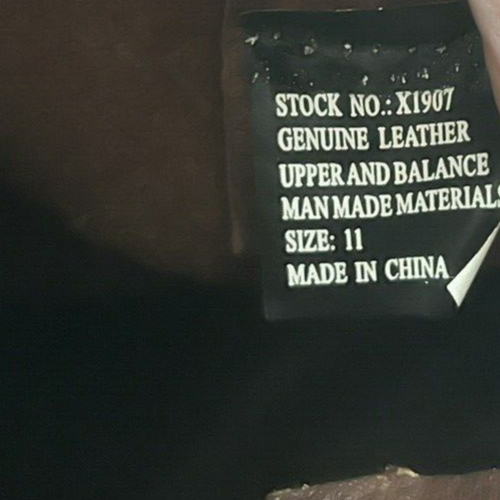 STOCK NO.: X1907
GENUINE LEATHER
UPPER AND BALANCE
MAN MADE MATERIALS
SIZE: 11
MADE IN CHINA